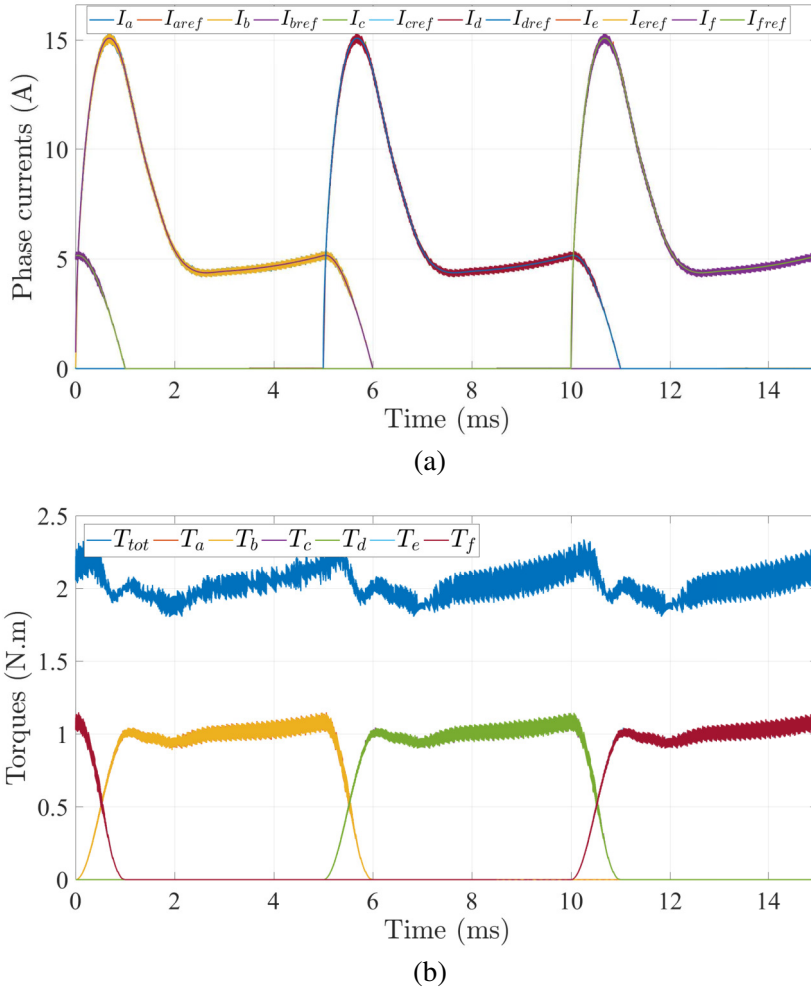 I_a I_aref I_b I_bref I_c I_cref I_d I_dref I_e I_eref I_f I_fref
15
10
5
0
Phase currents (A)
0 2 4 6 8 10 12 14
Time (ms)
(a)
2.5
T_tot T_a T_b T_c T_d T_e T_f
2
1.5
1
0.5
0
Torques (N.m)
0 2 4 6 8 10 12 14
Time (ms)
(b)